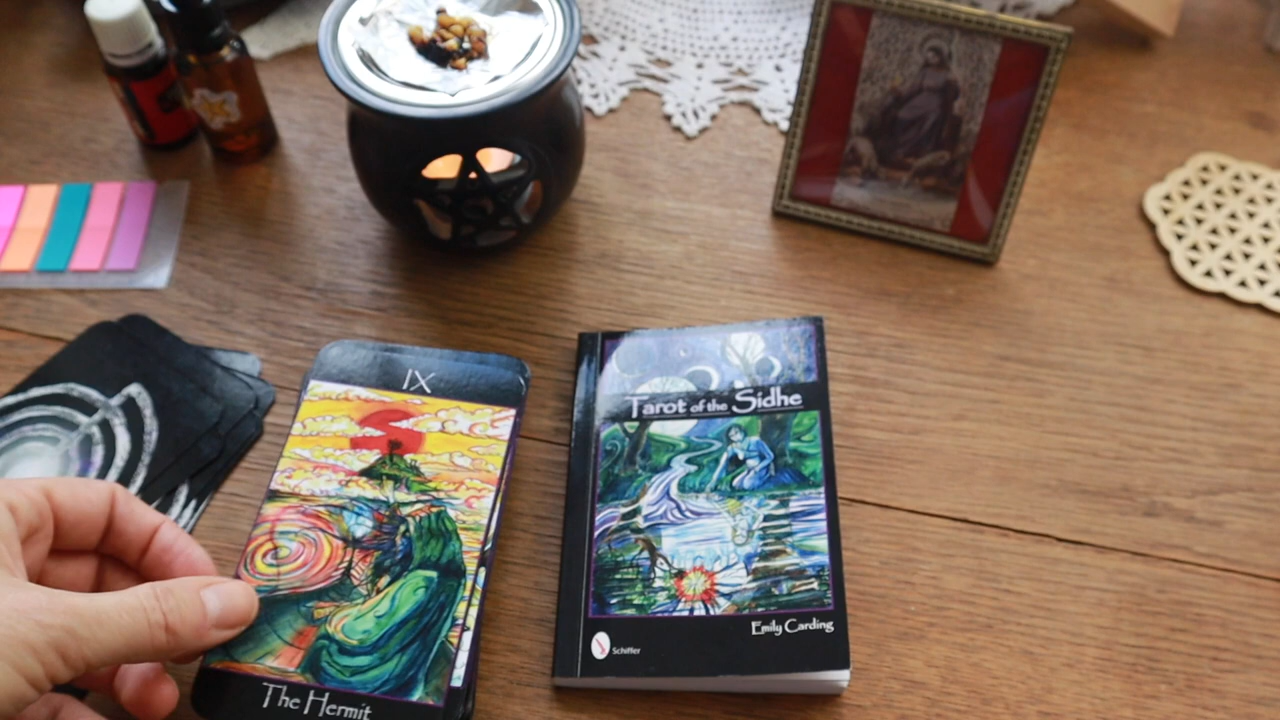 IX
The Hermit
Tarot of the Sidhe
Emily Carding
Schiffer